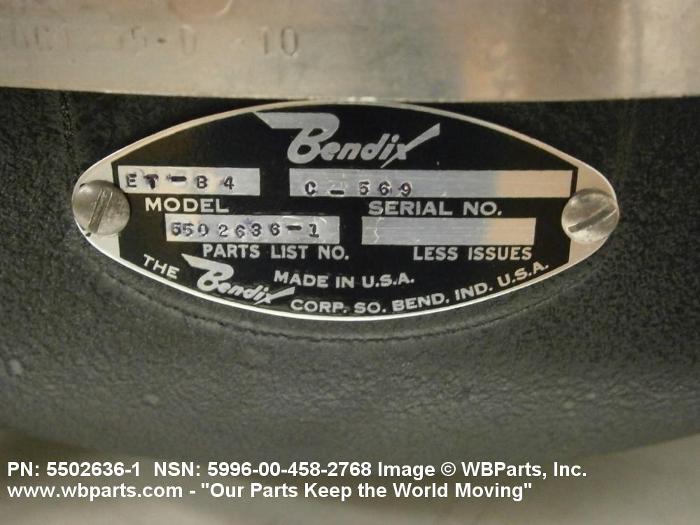 10
Bendix
ET-B4
C-569
MODEL
SERIAL NO.
5502636-1
PARTS LIST NO.
LESS ISSUES
MADE IN U.S.A.
THE Bendix CORP. SO. BEND, IND. U.S.A.
PN: 5502636-1 NSN: 5996-00-458-2768 Image © WBParts, Inc.
www.wbparts.com - "Our Parts Keep the World Moving"